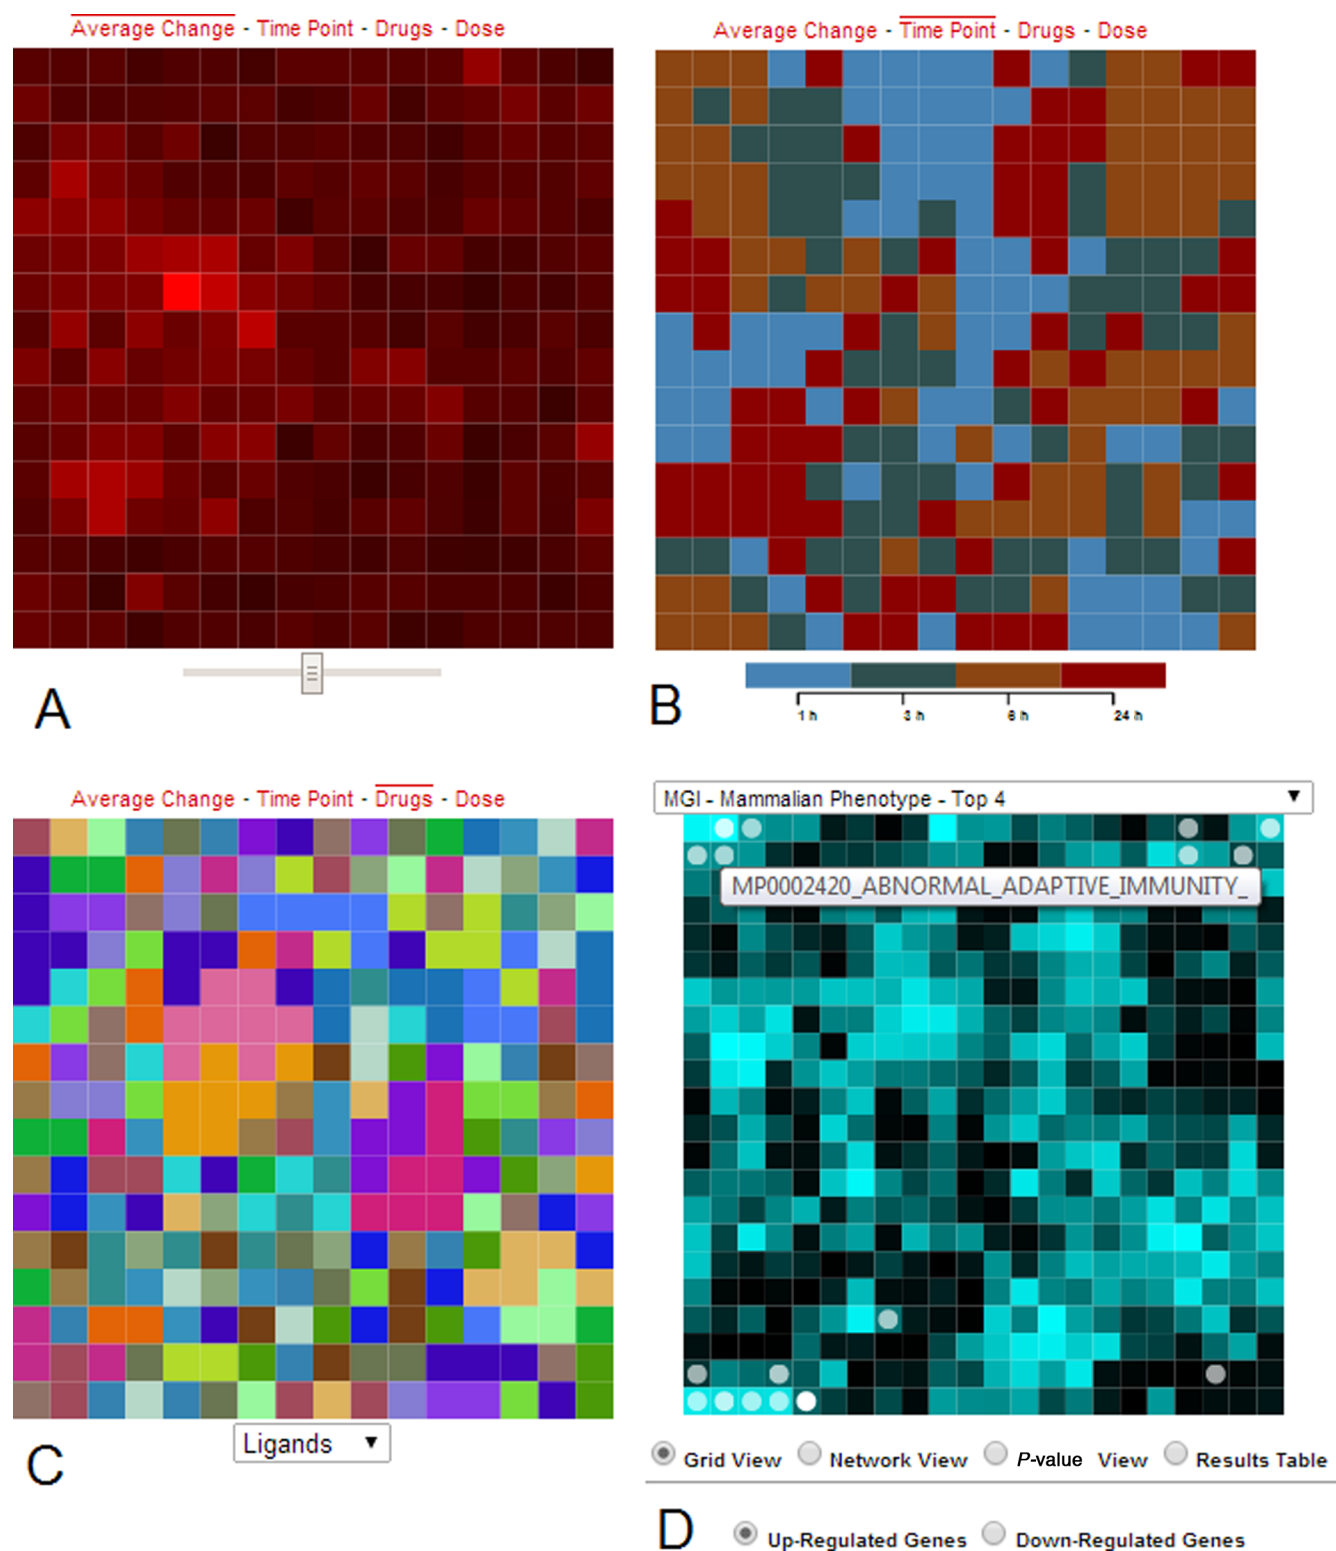 Average Change - Time Point - Drugs - Dose
Average Change - Time Point - Drugs - Dose
A
B
1 h
3 h
6 h
24 h
Average Change - Time Point - Drugs - Dose
MGI - Mammalian Phenotype - Top 4
MP0002420_ABNORMAL_ADAPTIVE_IMMUNITY_
Ligands
C
Grid View
Network View
P-value View
Results Table
D
Up-Regulated Genes
Down-Regulated Genes